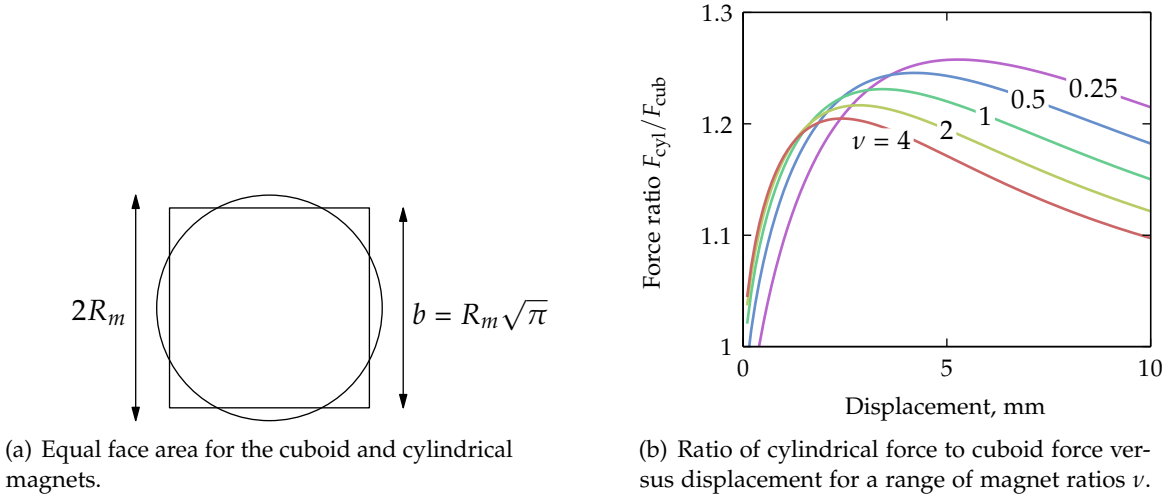 2Rₘ
b = Rₘ√π
(a) Equal face area for the cuboid and cylindrical
magnets.
1.3
1.2
1.1
1
Force ratio F_cyl/F_cub
0.25
0.5
1
2
ν = 4
0
5
10
Displacement, mm
(b) Ratio of cylindrical force to cuboid force ver-
sus displacement for a range of magnet ratios ν.